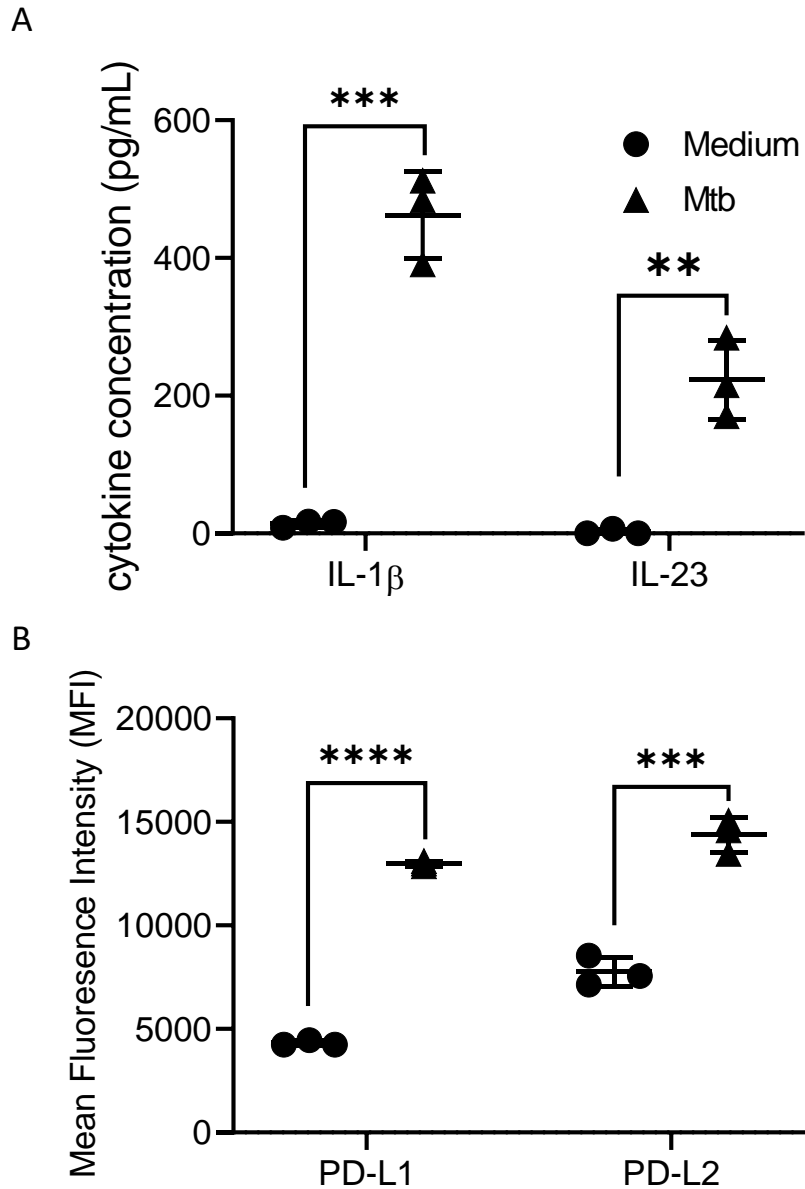 A
cytokine concentration (pg/mL)
600
400
200
0
***
**
Medium
Mtb
IL-1β
IL-23
B
Mean Fluoresence Intensity (MFI)
20000
15000
10000
5000
0
****
***
PD-L1
PD-L2